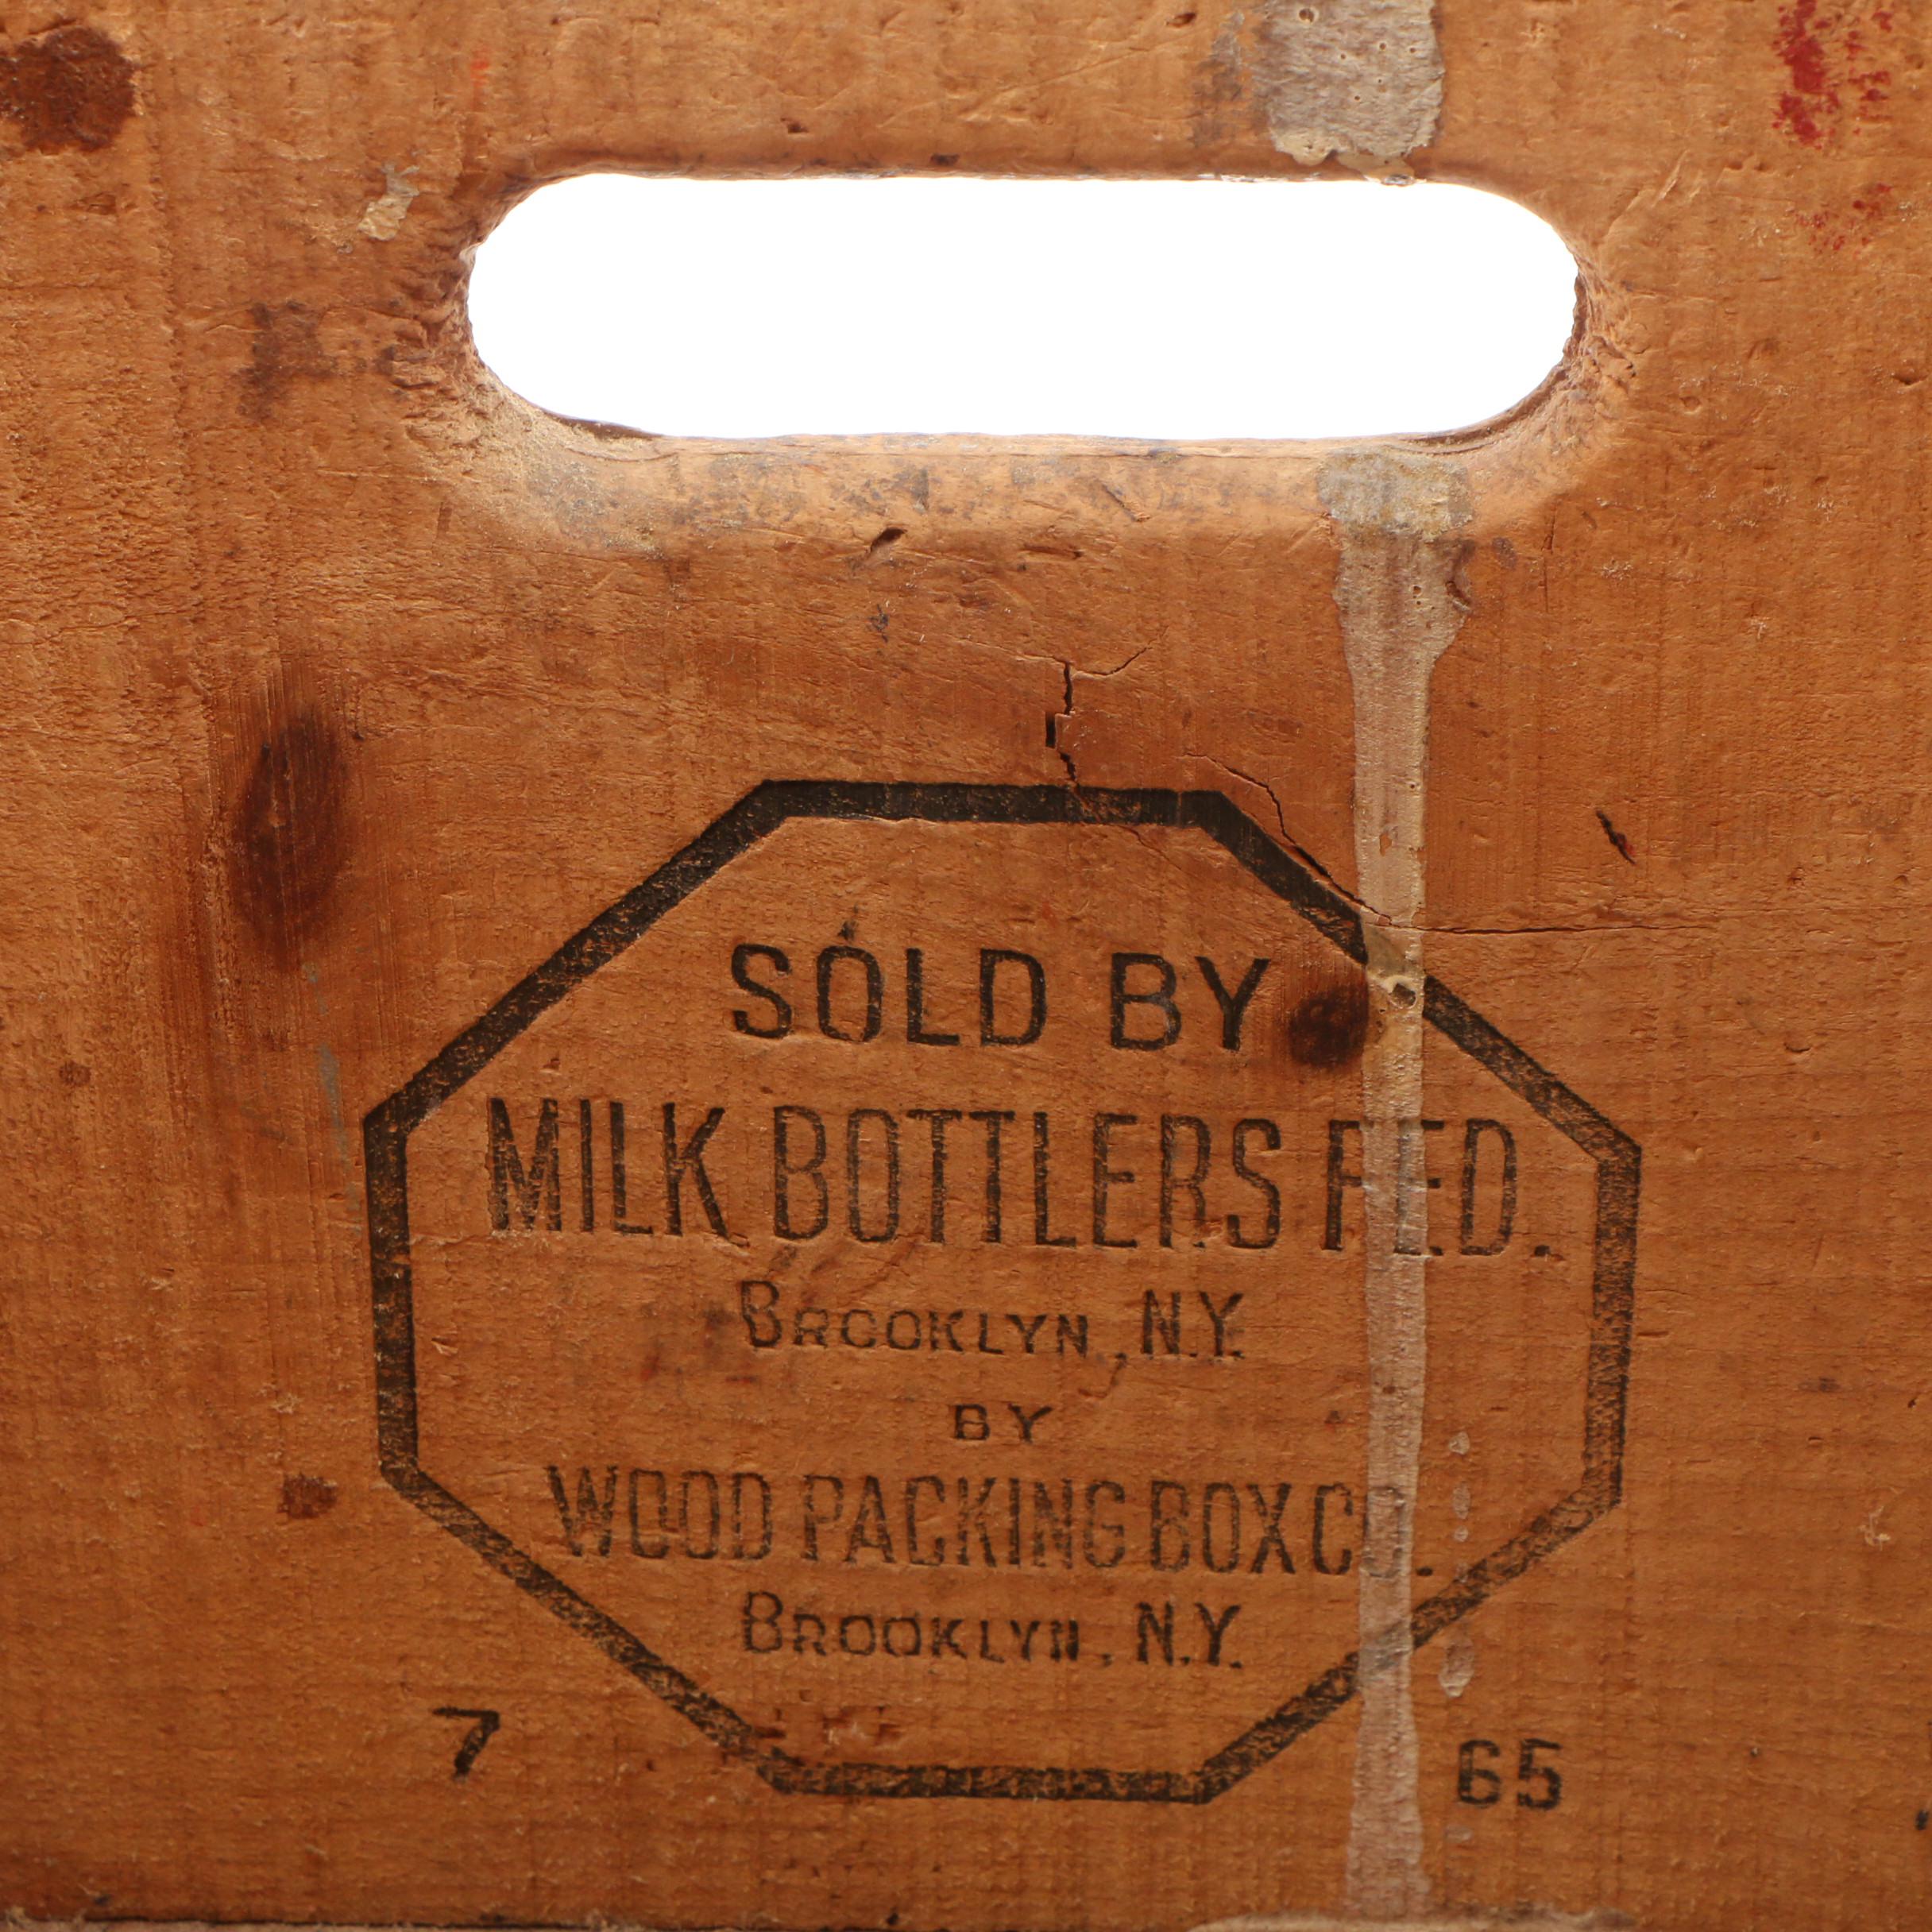 SOLD BY
MILK BOTTLERS FED.
BROOKLYN, N.Y.
BY
WOOD PACKING BOX CO.
BROOKLYN, N.Y.
7 65